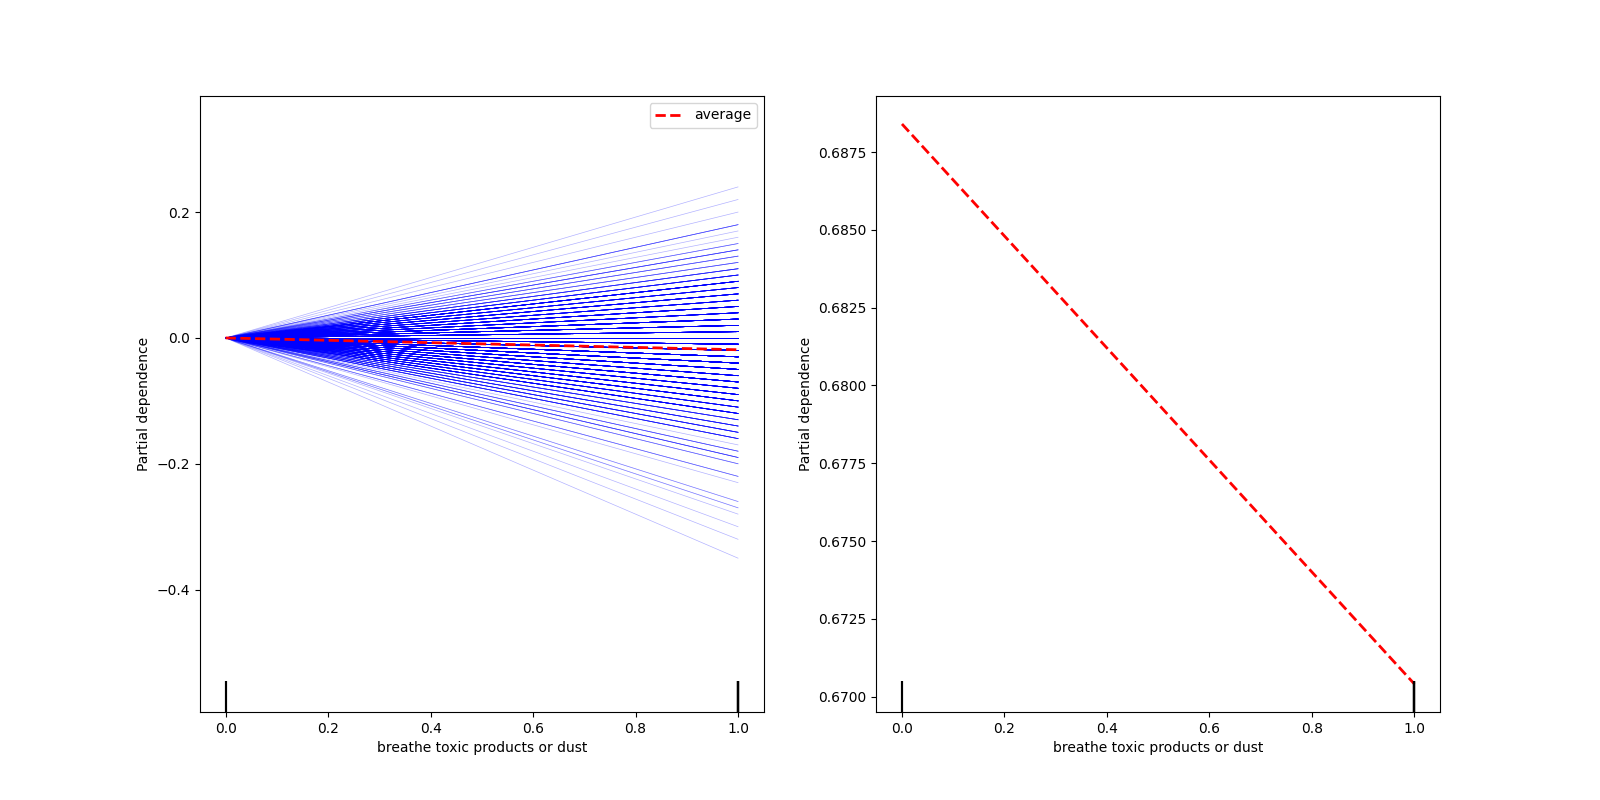 average
Partial dependence
0.2
0.0
−0.2
−0.4
0.0 0.2 0.4 0.6 0.8 1.0
breathe toxic products or dust
Partial dependence
0.6875
0.6850
0.6825
0.6800
0.6775
0.6750
0.6725
0.6700
0.0 0.2 0.4 0.6 0.8 1.0
breathe toxic products or dust